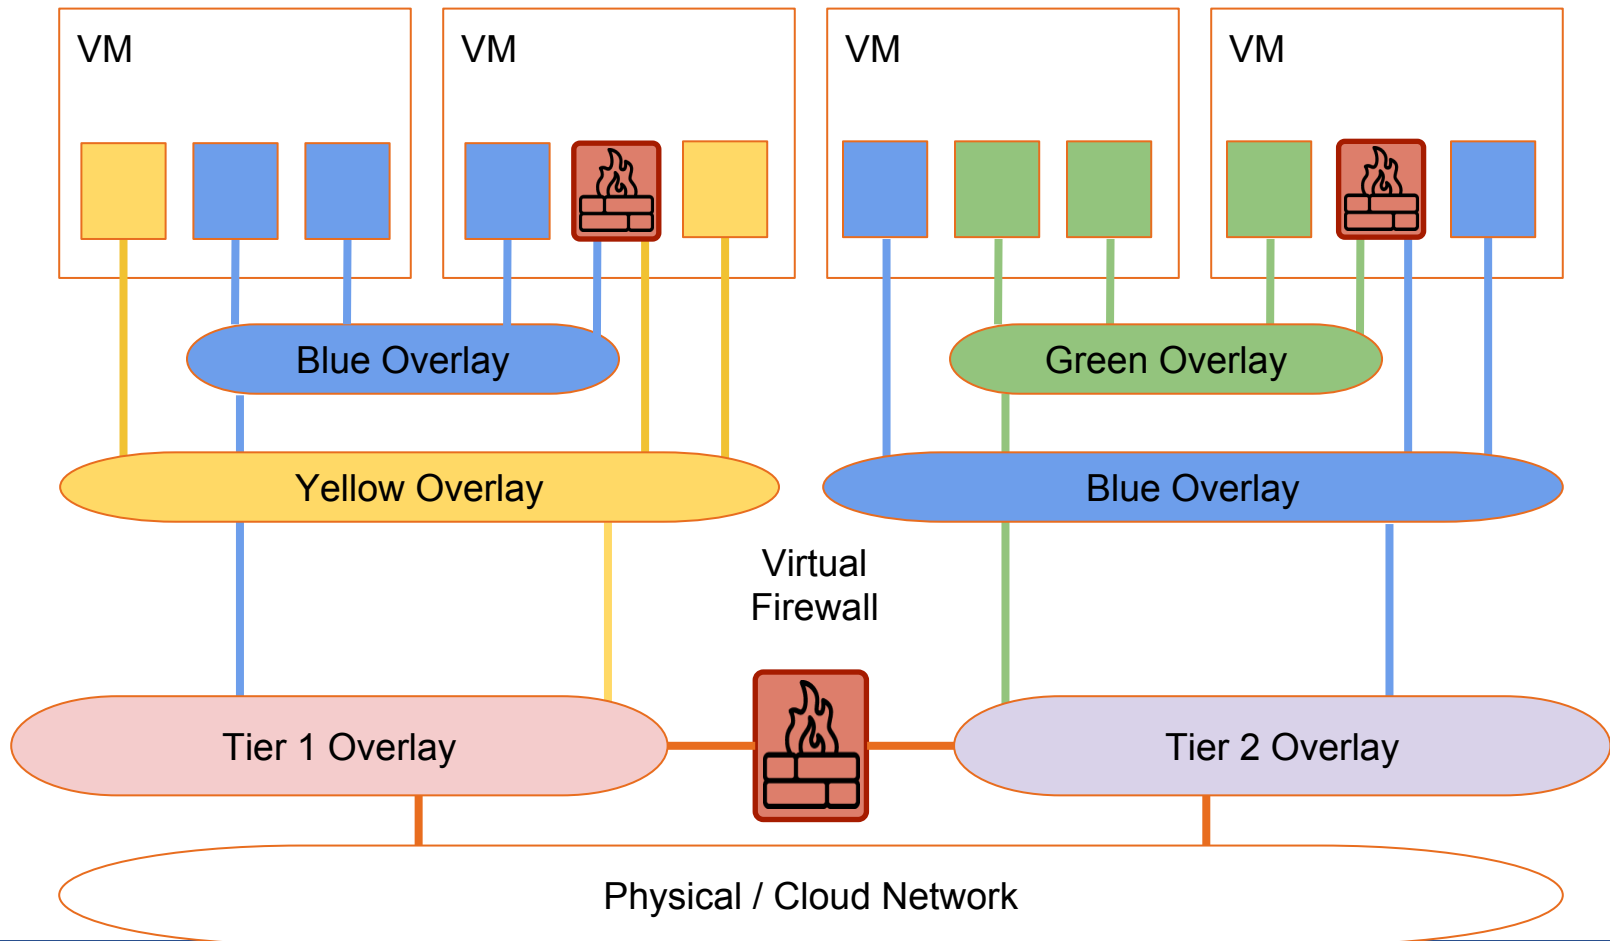 VM
VM
VM
VM
Blue Overlay
Green Overlay
Yellow Overlay
Blue Overlay
Virtual
Firewall
Tier 1 Overlay
Tier 2 Overlay
Physical / Cloud Network